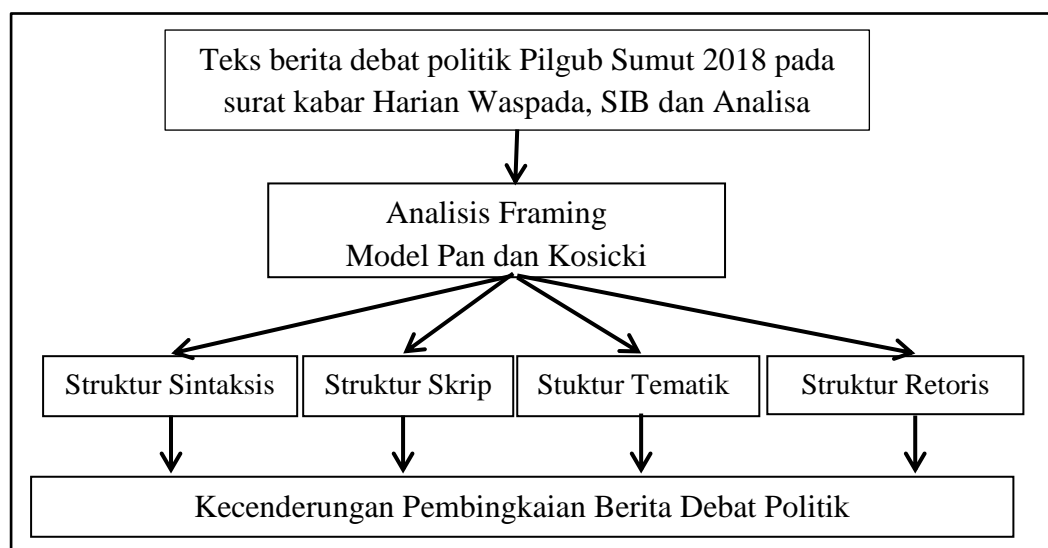 Teks berita debat politik Pilgub Sumut 2018 pada
surat kabar Harian Waspada, SIB dan Analisa
Analisis Framing
Model Pan dan Kosicki
Struktur Sintaksis
Struktur Skrip
Stuktur Tematik
Struktur Retoris
Kecenderungan Pembingkaian Berita Debat Politik